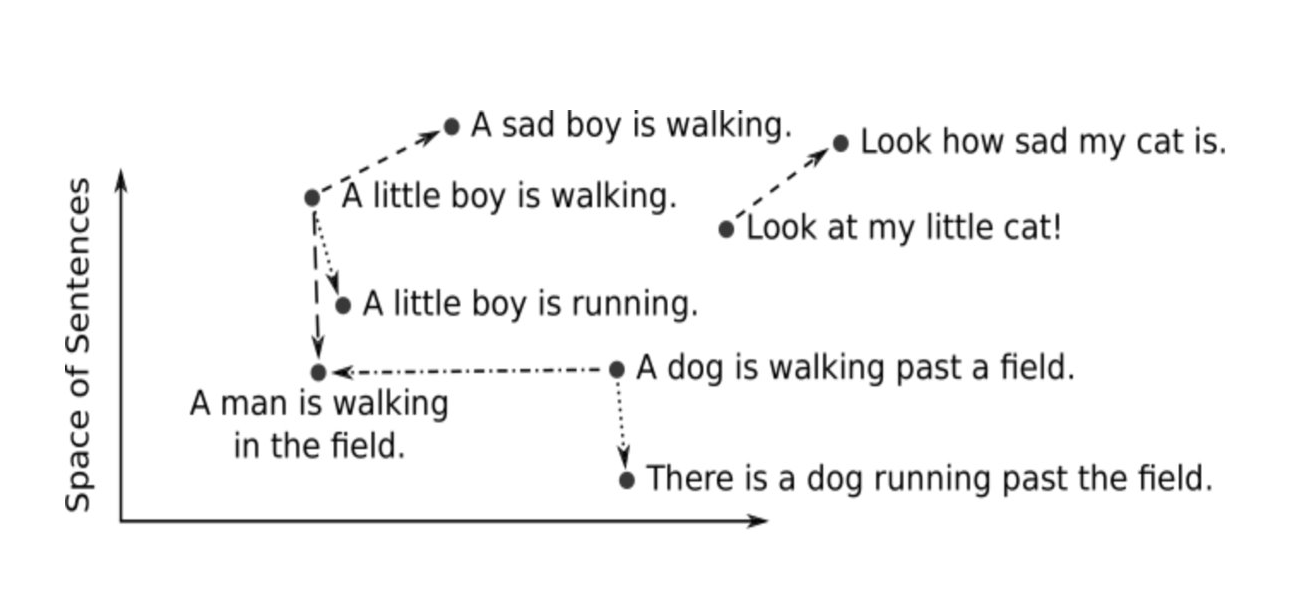 A sad boy is walking.
Look how sad my cat is.
A little boy is walking.
Look at my little cat!
A little boy is running.
A dog is walking past a field.
A man is walking
in the field.
There is a dog running past the field.
Space of Sentences